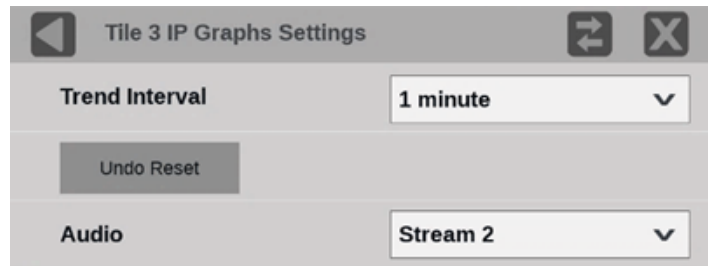 Tile 3 IP Graphs Settings
Trend Interval 1 minute
Undo Reset
Audio Stream 2